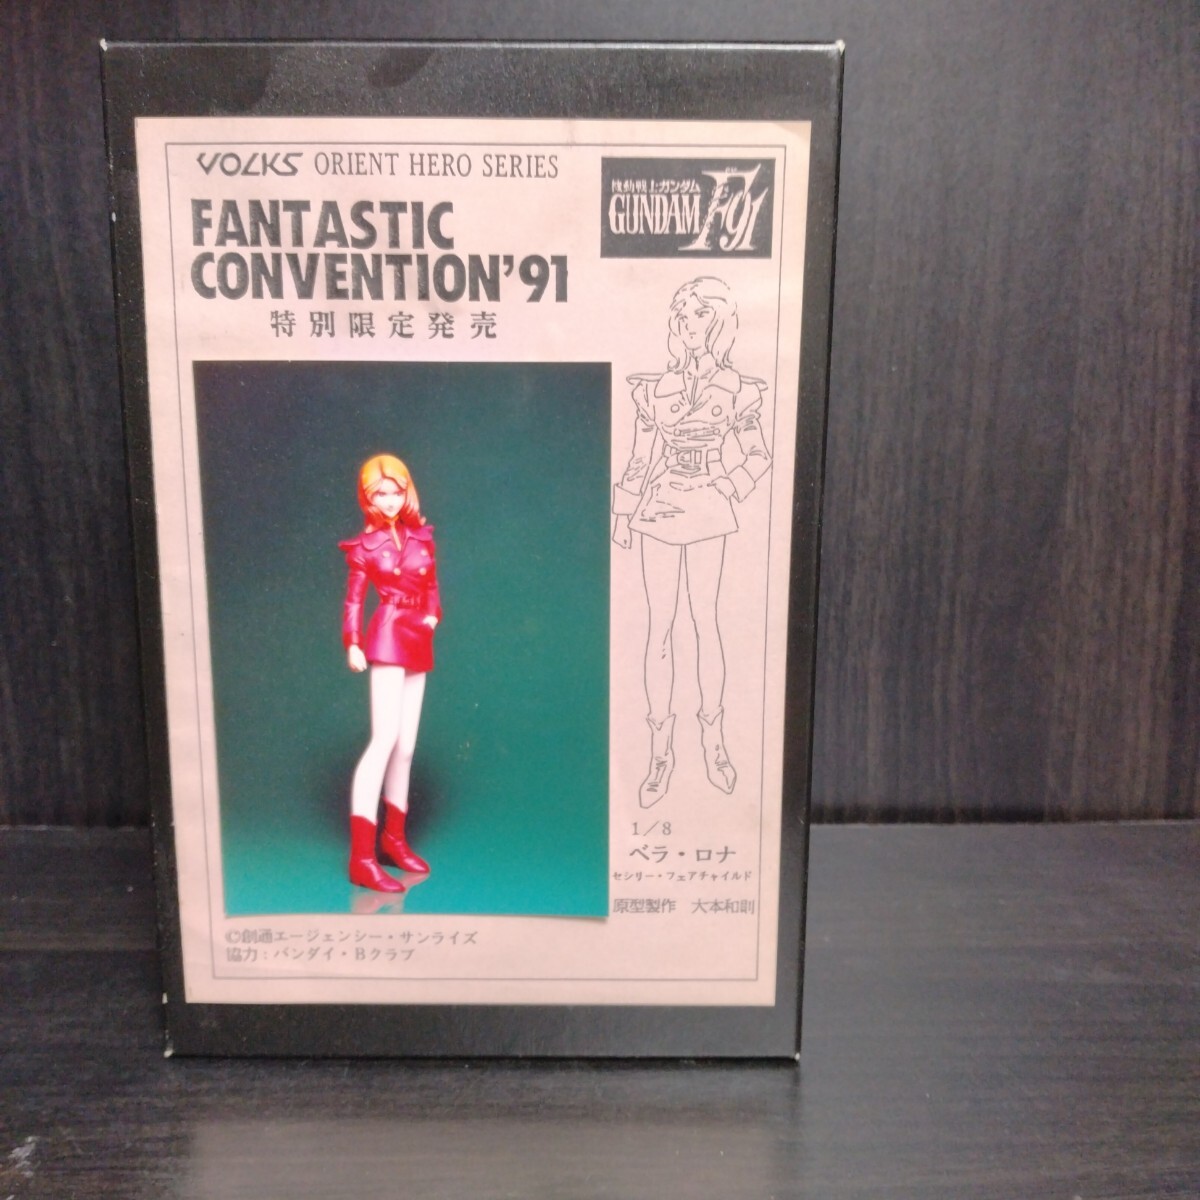 VOLKS ORIENT HERO SERIES
機動戦士ガンダム
GUNDAM F91
FANTASTIC
CONVENTION'91
特別限定発売
1/8
ベラ・ロナ
セシリー・フェアチャイルド
原型製作 大本和則
©創通エージェンシー・サンライズ
協力:バンダイ・Bクラブ